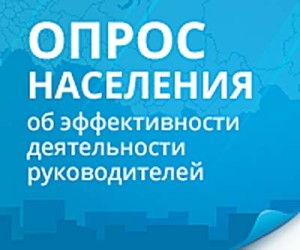 ОПРОС
НАСЕЛЕНИЯ
об эффективности
деятельности
руководителей